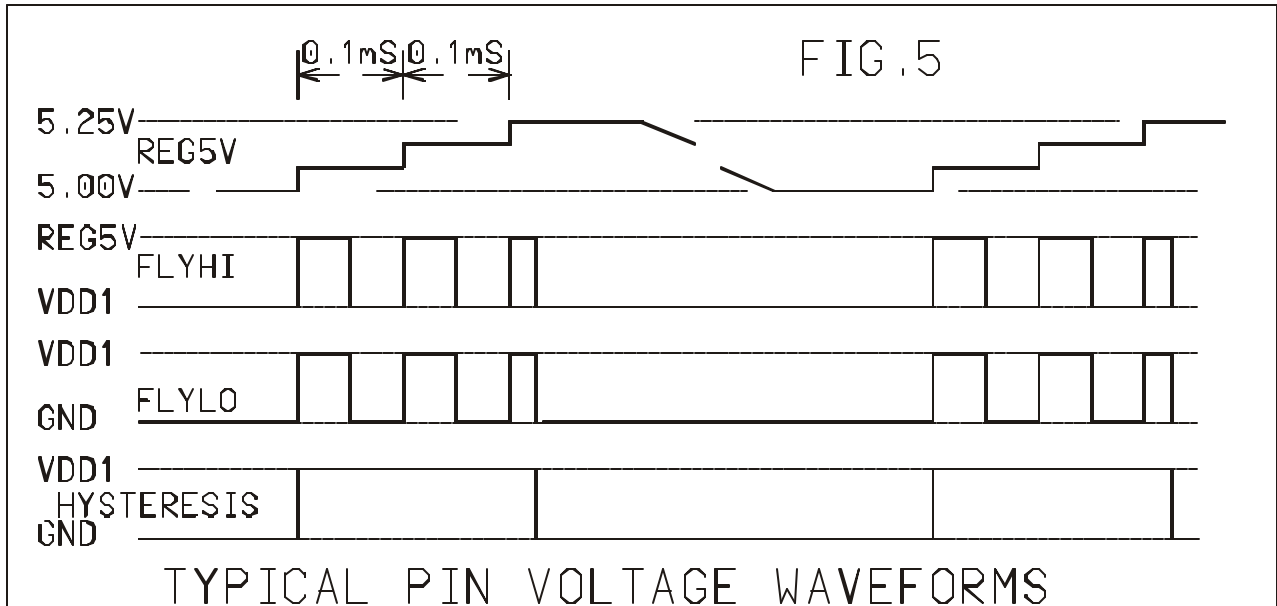 0.1mS 0.1mS FIG.5
5.25V
REG5V
5.00V
REG5V
FLYHI
VDD1
VDD1
FLYLO
GND
VDD1
HYSTERESIS
GND
TYPICAL PIN VOLTAGE WAVEFORMS